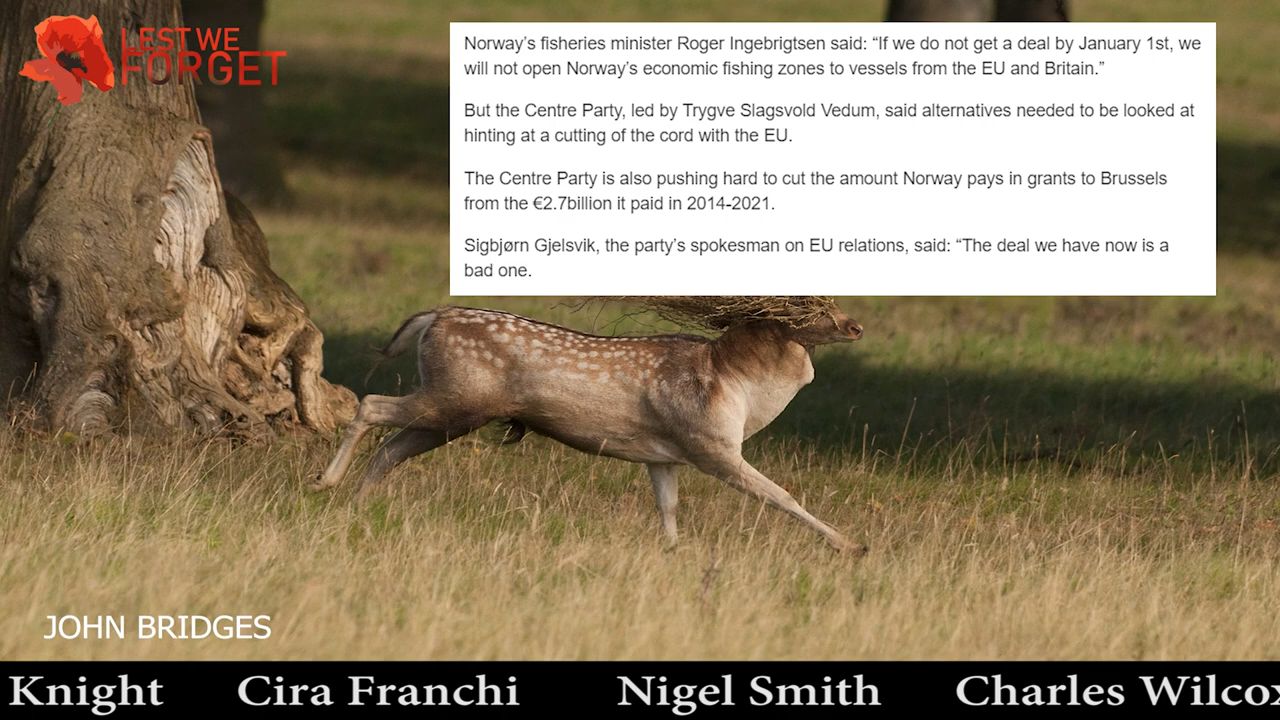 LEST WE
FORGET
Norway’s fisheries minister Roger Ingebrigtsen said: “If we do not get a deal by January 1st, we
will not open Norway’s economic fishing zones to vessels from the EU and Britain.”
But the Centre Party, led by Trygve Slagsvold Vedum, said alternatives needed to be looked at
hinting at a cutting of the cord with the EU.
The Centre Party is also pushing hard to cut the amount Norway pays in grants to Brussels
from the €2.7billion it paid in 2014-2021.
Sigbjørn Gjelsvik, the party’s spokesman on EU relations, said: “The deal we have now is a
bad one.
JOHN BRIDGES
Knight Cira Franchi Nigel Smith Charles Wilcox